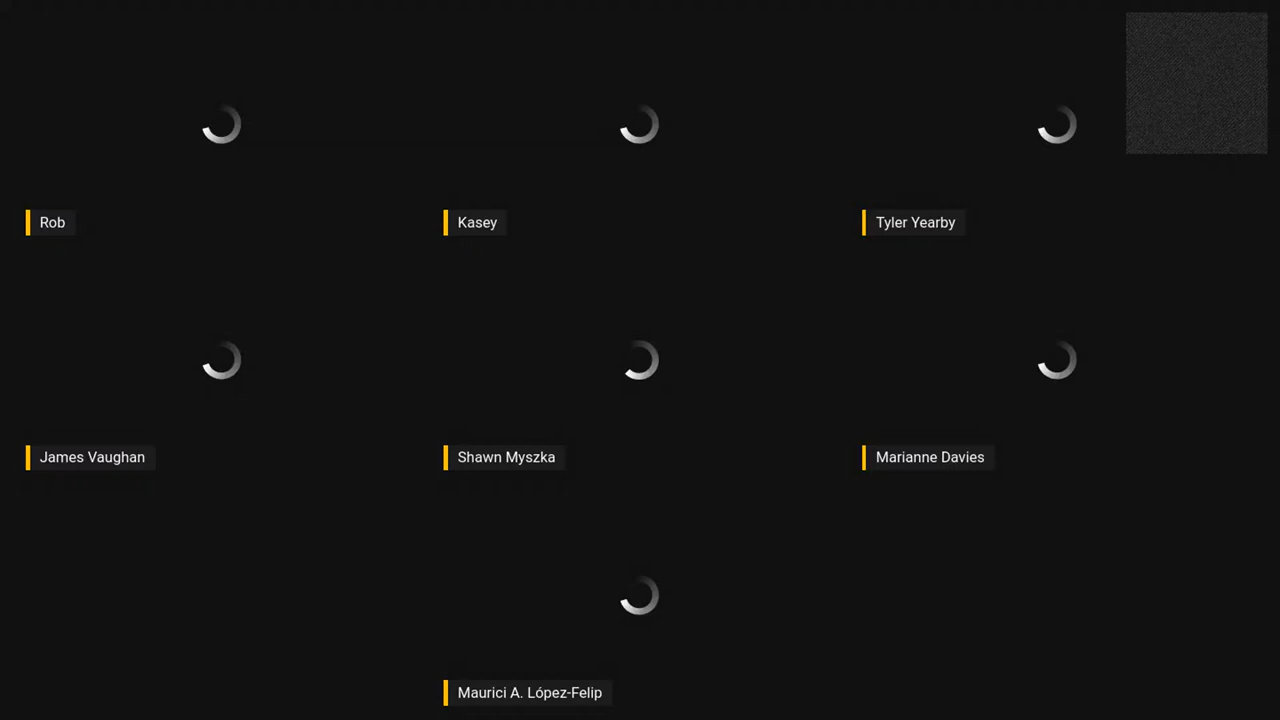 Rob
Kasey
Tyler Yearby
James Vaughan
Shawn Myszka
Marianne Davies
Maurici A. López-Felip